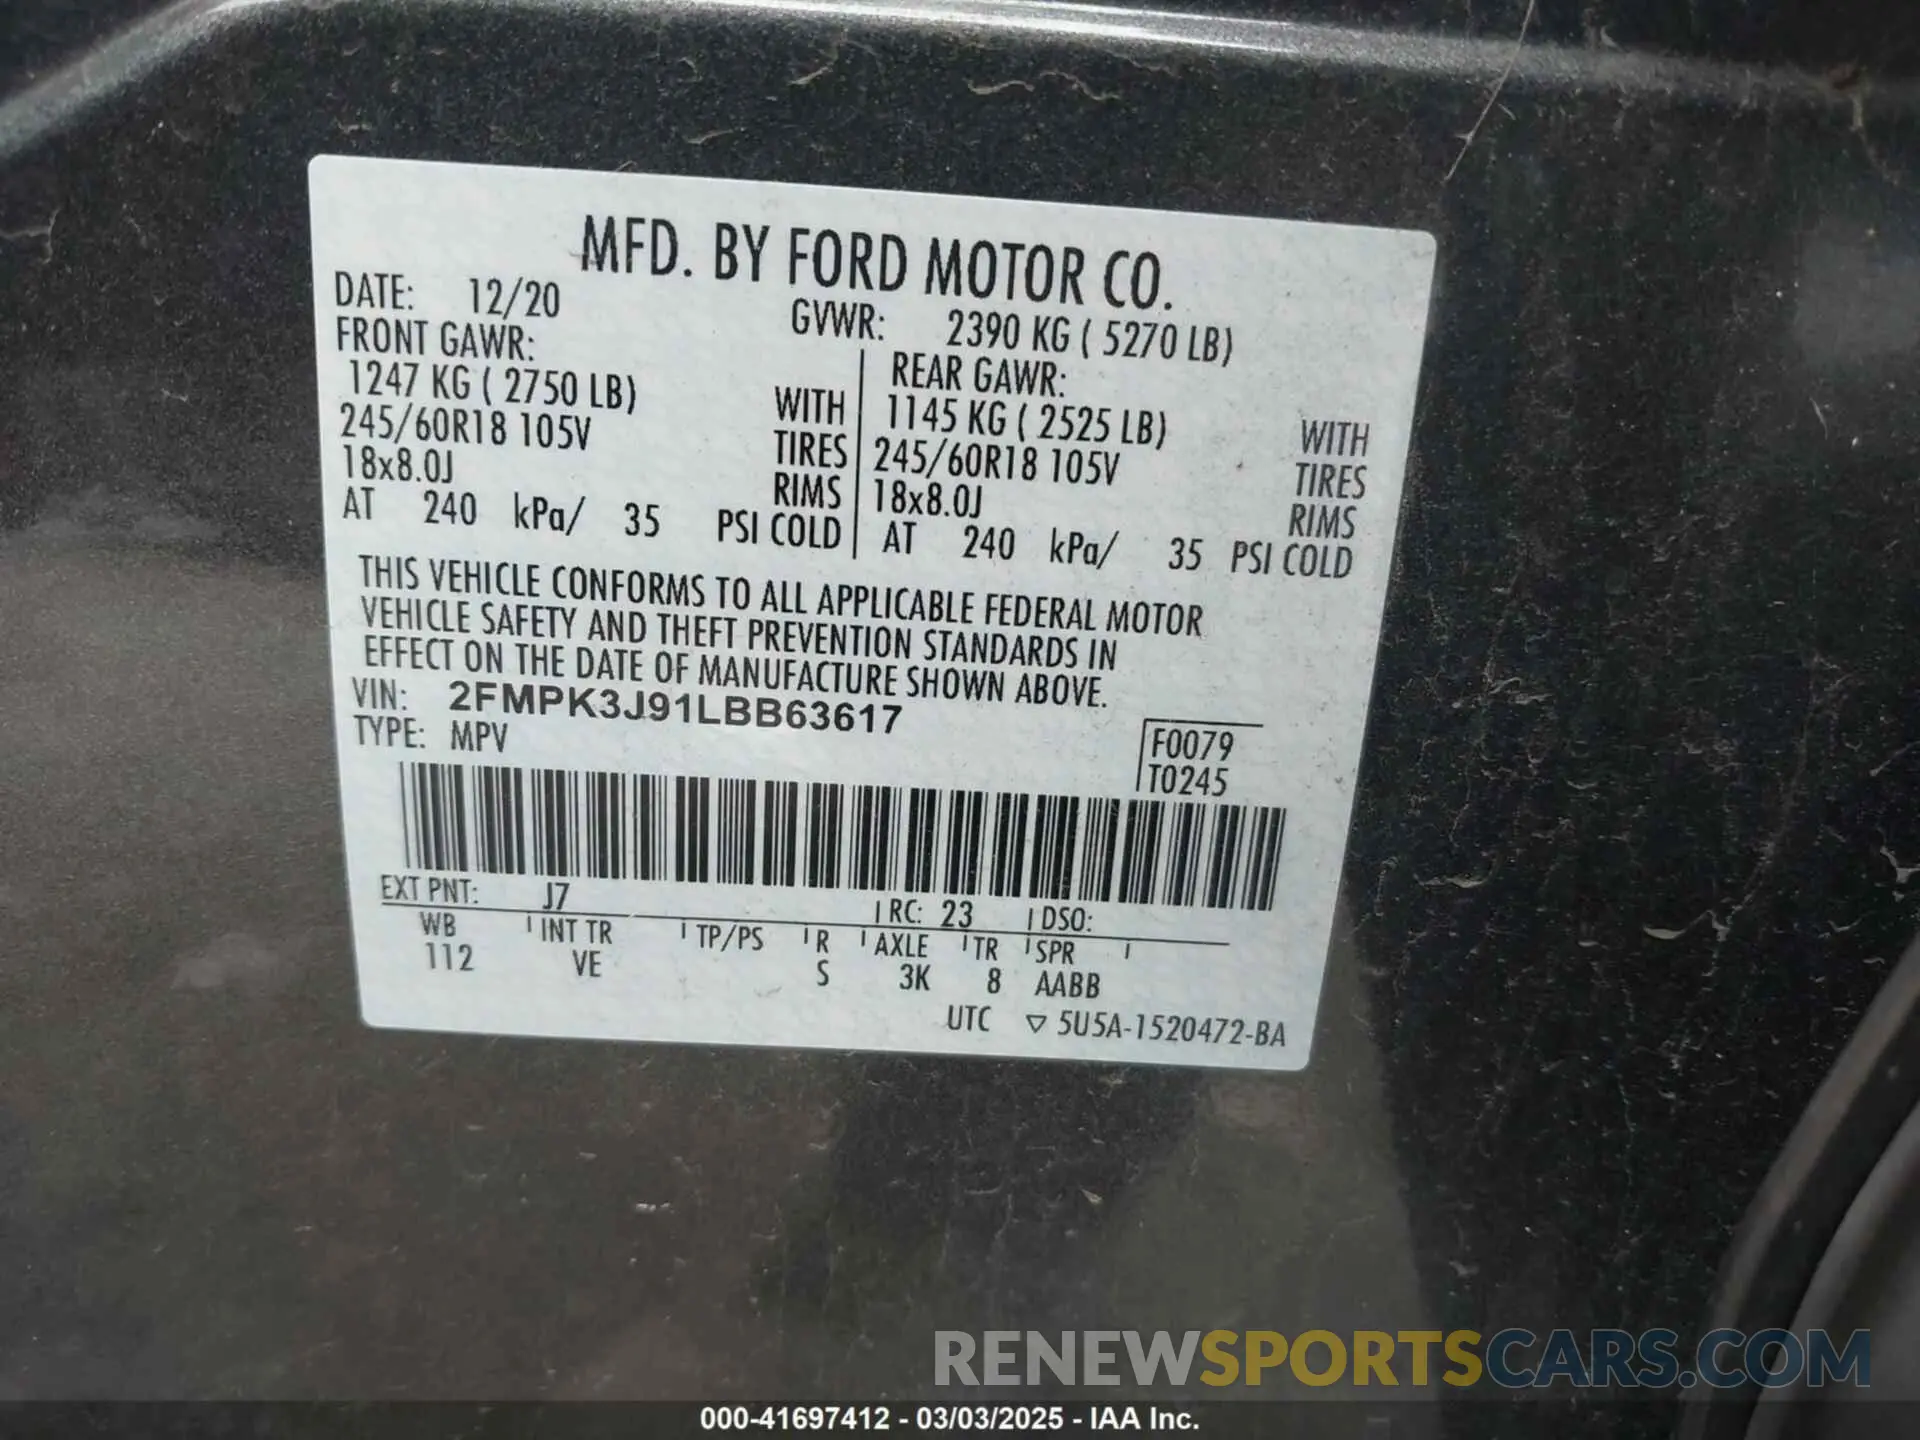 MFD. BY FORD MOTOR CO.
DATE: 12/20 GVWR: 2390 KG ( 5270 LB)
FRONT GAWR: REAR GAWR:
1247 KG ( 2750 LB) WITH 1145 KG ( 2525 LB) WITH
245/60R18 105V TIRES 245/60R18 105V TIRES
18x8.0J RIMS 18x8.0J RIMS
AT 240 kPa/ 35 PSI COLD AT 240 kPa/ 35 PSI COLD
THIS VEHICLE CONFORMS TO ALL APPLICABLE FEDERAL MOTOR
VEHICLE SAFETY AND THEFT PREVENTION STANDARDS IN
EFFECT ON THE DATE OF MANUFACTURE SHOWN ABOVE.
VIN: 2FMPK3J91LBB63617
TYPE: MPV
F0079
T0245
EXT PNT: J7 RC: 23 DSO:
WB INT TR TP/PS R AXLE TR SPR
112 VE S 3K 8 AABB
UTC ▽ 5U5A-1520472-BA
RENEWSPORTSCARS.COM
000-41697412 - 03/03/2025 - IAA Inc.